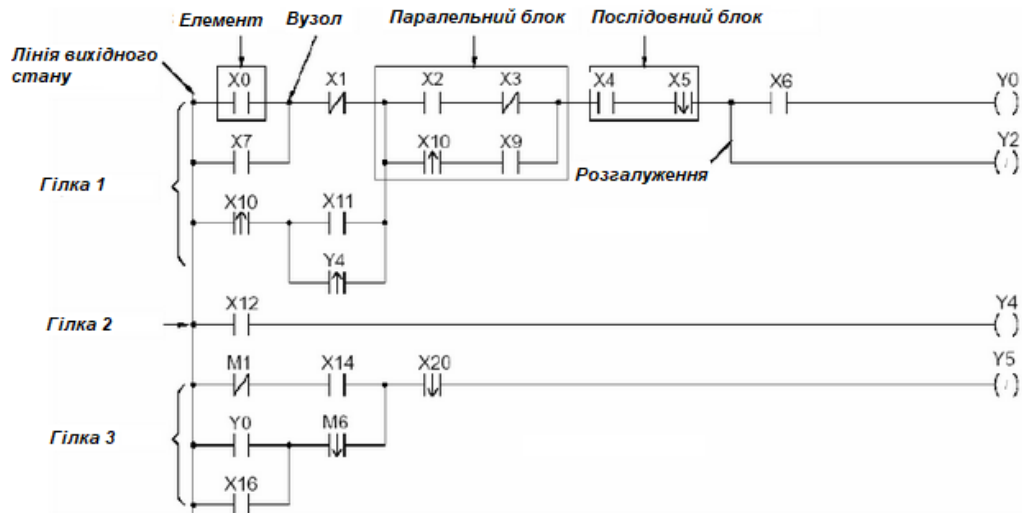 Елемент Вузол Паралельний блок Послідовний блок
Лінія вихідного
стану
X0 X1 X2 X3 X4 X5 X6 Y0
X7 X10 X9 Y2
Розгалуження
Гілка 1
X10 X11
Y4
X12 Y4
Гілка 2
M1 X14 X20 Y5
Y0 M6
Гілка 3
X16